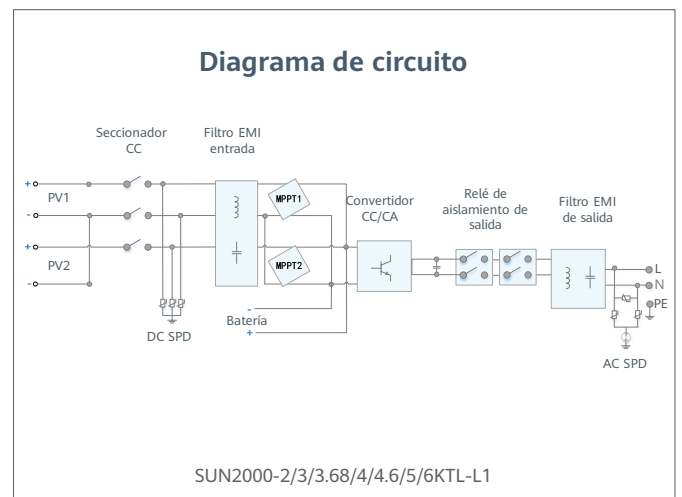 Diagrama de circuito
Seccionador
CC
Filtro EMI
entrada
Convertidor
CC/CA
Relé de
aislamiento de
salida
Filtro EMI
de salida
+
PV1
-
+
PV2
-
MPPT1
MPPT2
-
Batería
+
DC SPD
L
N
PE
AC SPD
SUN2000-2/3/3.68/4/4.6/5/6KTL-L1